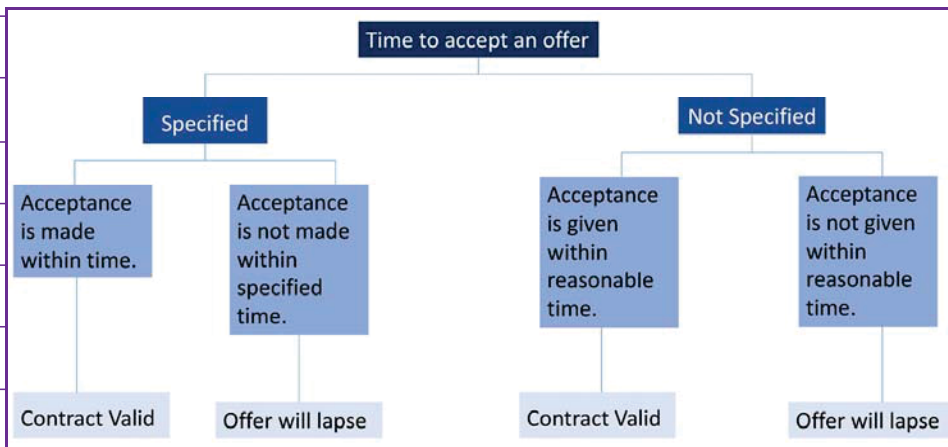 Time to accept an offer
Specified
Not Specified
Acceptance
is made
within time.
Acceptance
is not made
within
specified
time.
Acceptance
is given
within
reasonable
time.
Acceptance
is not given
within
reasonable
time.
Contract Valid
Offer will lapse
Contract Valid
Offer will lapse